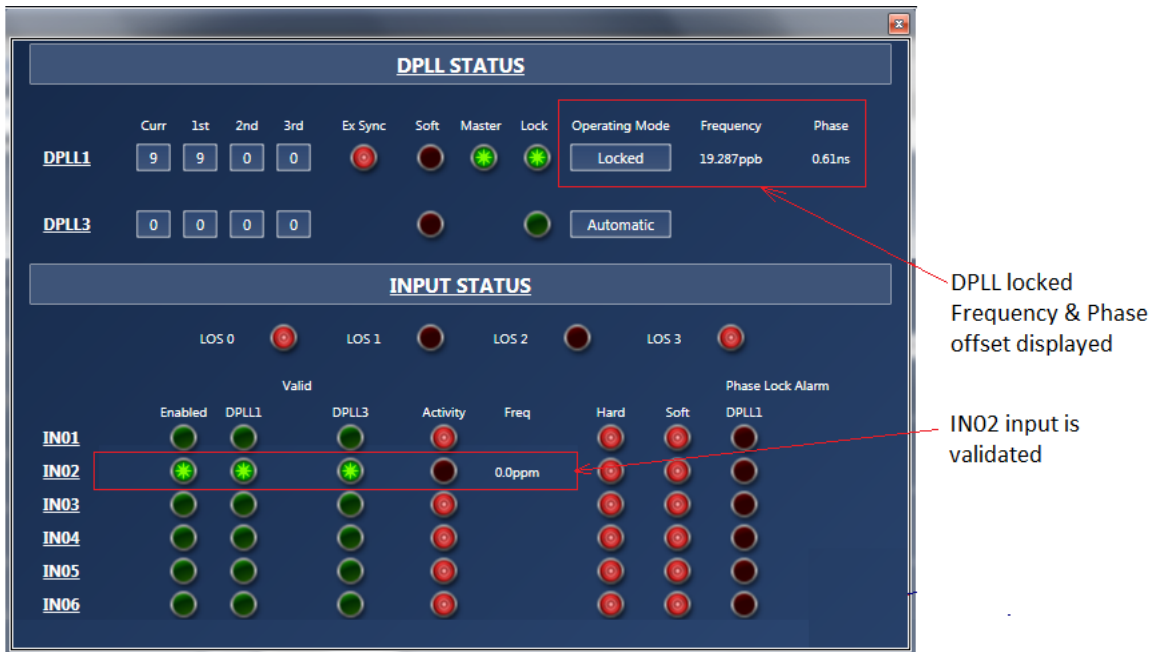 DPLL STATUS
Curr 1st 2nd 3rd Ex Sync Soft Master Lock Operating Mode Frequency Phase
DPLL1 9 9 0 0 Locked 19.287ppb 0.61ns
DPLL3 0 0 0 0 Automatic
INPUT STATUS
LOS 0 LOS 1 LOS 2 LOS 3
Valid Phase Lock Alarm
Enabled DPLL1 DPLL3 Activity Freq Hard Soft DPLL1
IN01
IN02 0.0ppm
IN03
IN04
IN05
IN06
DPLL locked
Frequency & Phase
offset displayed
IN02 input is
validated